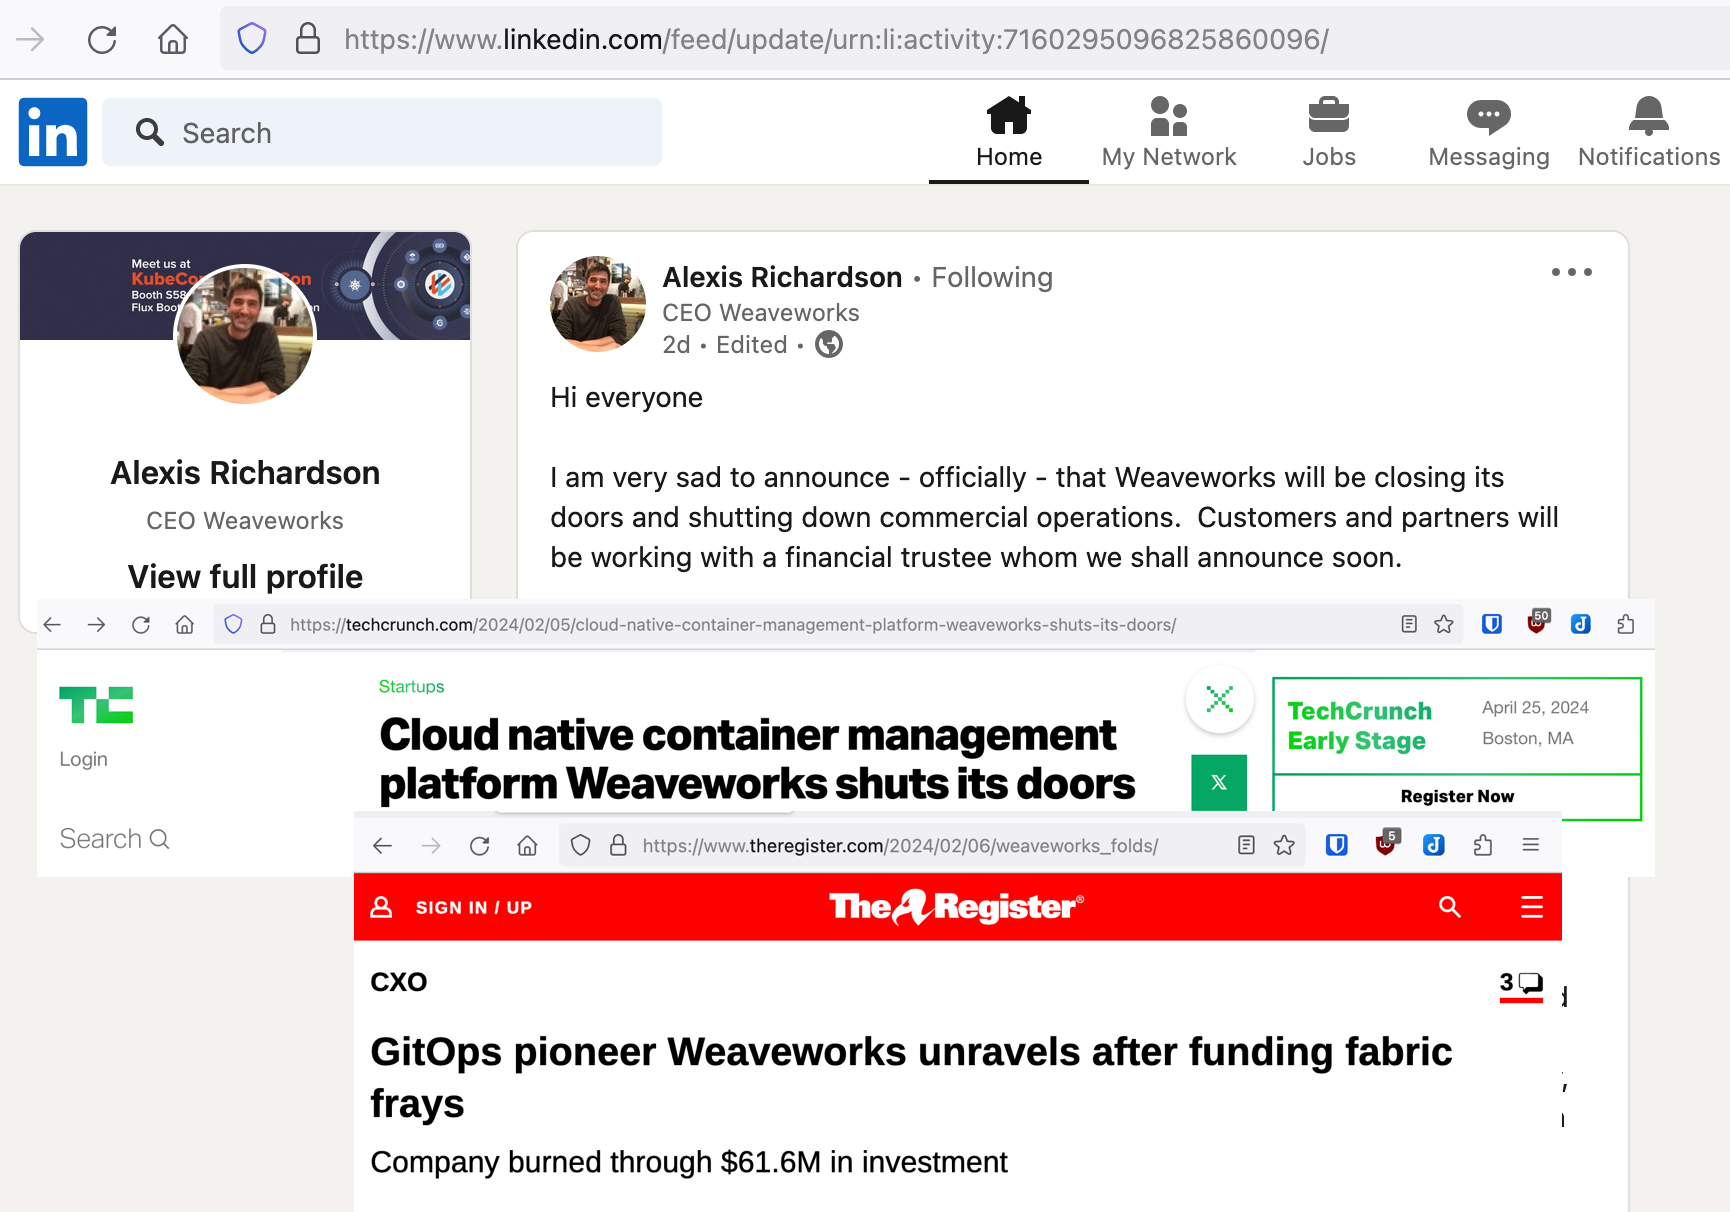 https://www.linkedin.com/feed/update/urn:li:activity:7160295096825860096/
in Search
Home My Network Jobs Messaging Notifications
Meet us at
KubeCo on
Booth S58
Flux Boot n
Alexis Richardson
CEO Weaveworks
View full profile
Alexis Richardson • Following
CEO Weaveworks
2d • Edited •
Hi everyone
I am very sad to announce - officially - that Weaveworks will be closing its
doors and shutting down commercial operations. Customers and partners will
be working with a financial trustee whom we shall announce soon.
https://techcrunch.com/2024/02/05/cloud-native-container-management-platform-weaveworks-shuts-its-doors/
50
TC
Login
Search
Startups
Cloud native container management
platform Weaveworks shuts its doors
X
TechCrunch
Early Stage
April 25, 2024
Boston, MA
Register Now
https://www.theregister.com/2024/02/06/weaveworks_folds/
5
SIGN IN / UP
The Register®
CXO
3
GitOps pioneer Weaveworks unravels after funding fabric
frays
Company burned through $61.6M in investment